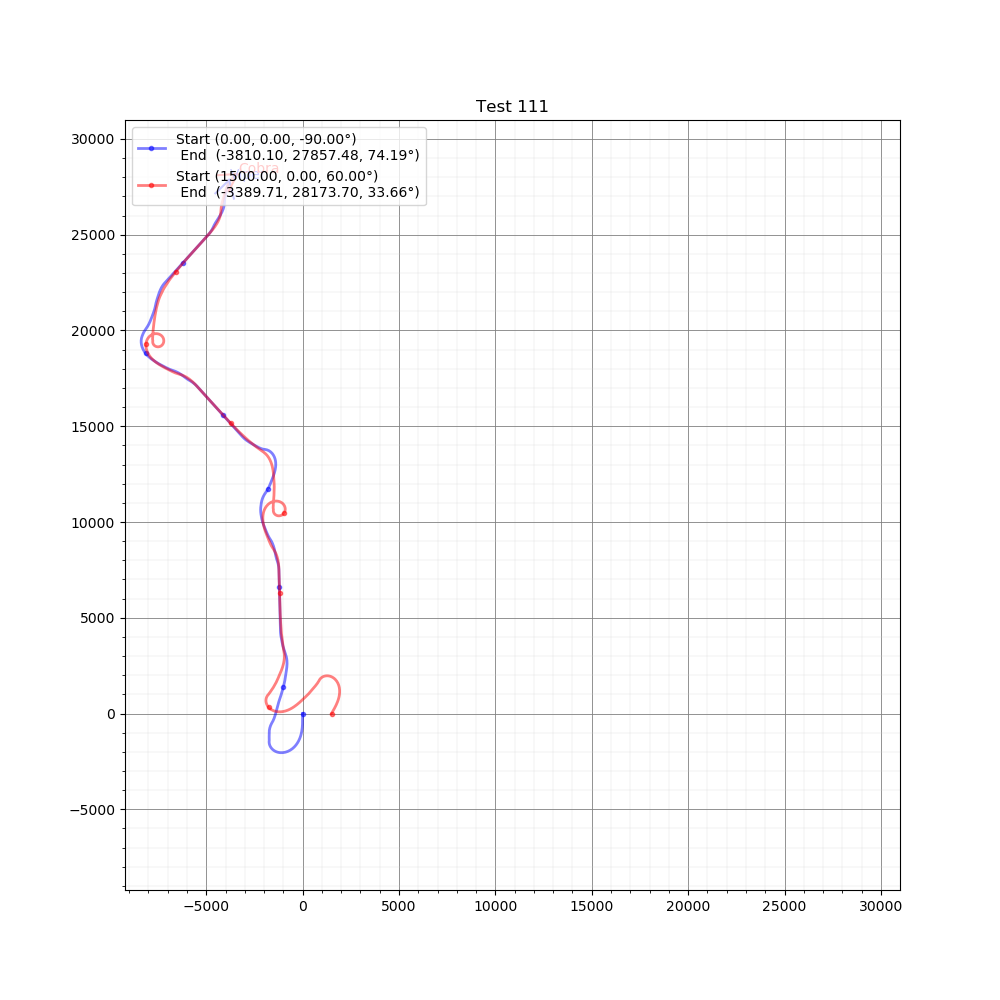 Test 111
Start (0.00, 0.00, -90.00°)
End (-3810.10, 27857.48, 74.19°)
Cobra
Start (1500.00, 0.00, 60.00°)
End (-3389.71, 28173.70, 33.66°)
30000
25000
20000
15000
10000
5000
0
−5000
−5000 0 5000 10000 15000 20000 25000 30000